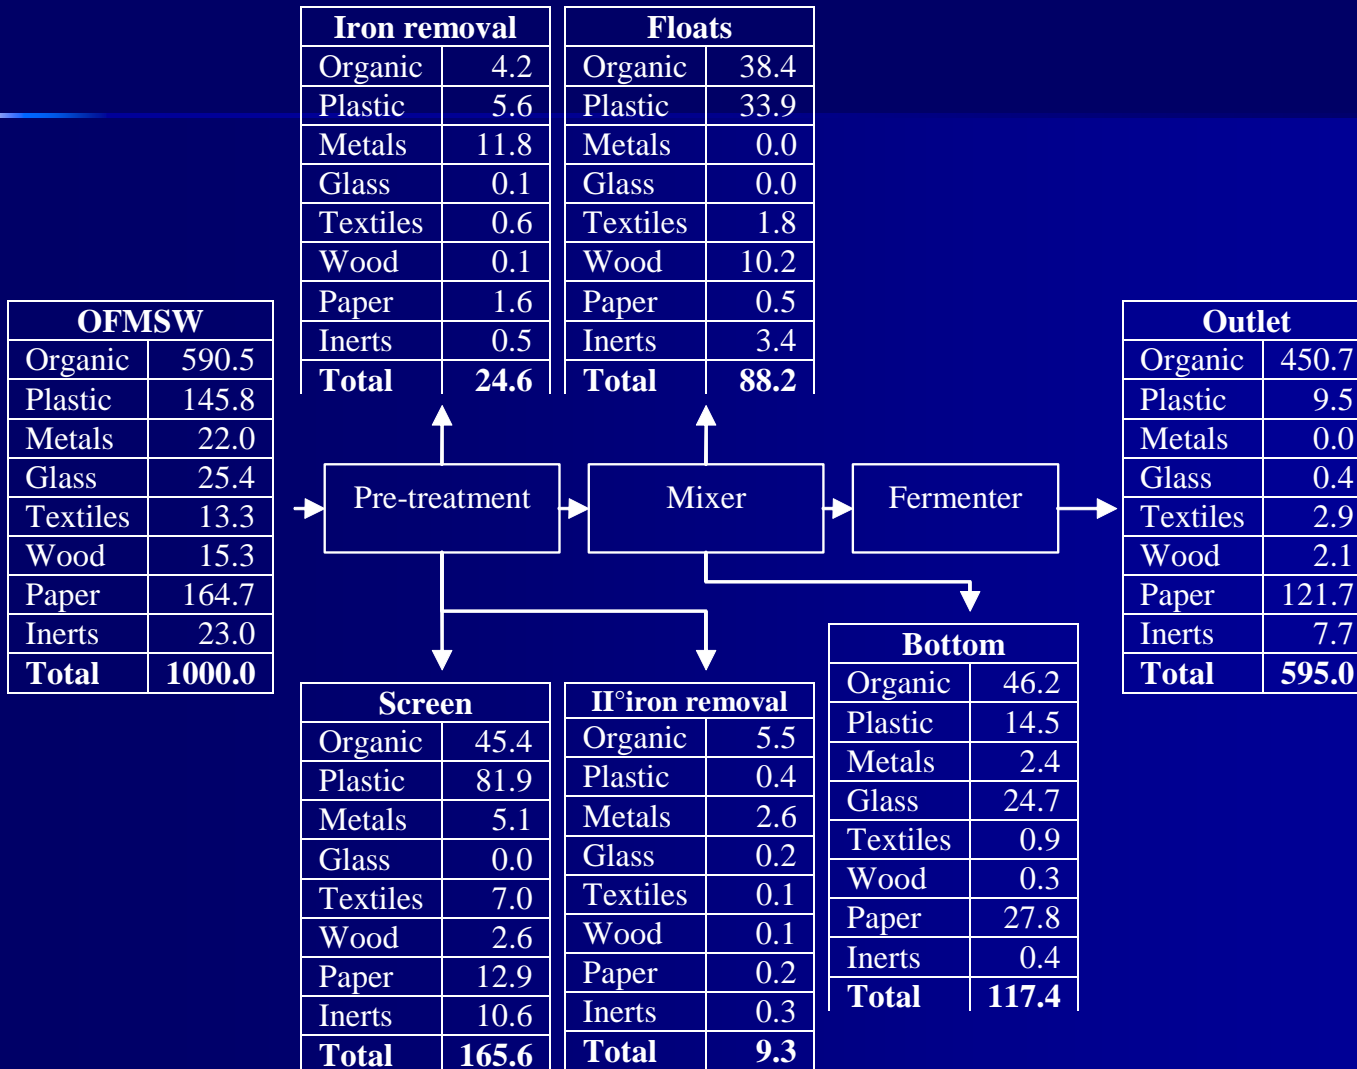 Iron removal
Organic 4.2
Plastic 5.6
Metals 11.8
Glass 0.1
Textiles 0.6
Wood 0.1
Paper 1.6
Inerts 0.5
Total 24.6
Floats
Organic 38.4
Plastic 33.9
Metals 0.0
Glass 0.0
Textiles 1.8
Wood 10.2
Paper 0.5
Inerts 3.4
Total 88.2
OFMSW
Organic 590.5
Plastic 145.8
Metals 22.0
Glass 25.4
Textiles 13.3
Wood 15.3
Paper 164.7
Inerts 23.0
Total 1000.0
Pre-treatment
Mixer
Fermenter
Outlet
Organic 450.7
Plastic 9.5
Metals 0.0
Glass 0.4
Textiles 2.9
Wood 2.1
Paper 121.7
Inerts 7.7
Total 595.0
Screen
Organic 45.4
Plastic 81.9
Metals 5.1
Glass 0.0
Textiles 7.0
Wood 2.6
Paper 12.9
Inerts 10.6
Total 165.6
II°iron removal
Organic 5.5
Plastic 0.4
Metals 2.6
Glass 0.2
Textiles 0.1
Wood 0.1
Paper 0.2
Inerts 0.3
Total 9.3
Bottom
Organic 46.2
Plastic 14.5
Metals 2.4
Glass 24.7
Textiles 0.9
Wood 0.3
Paper 27.8
Inerts 0.4
Total 117.4